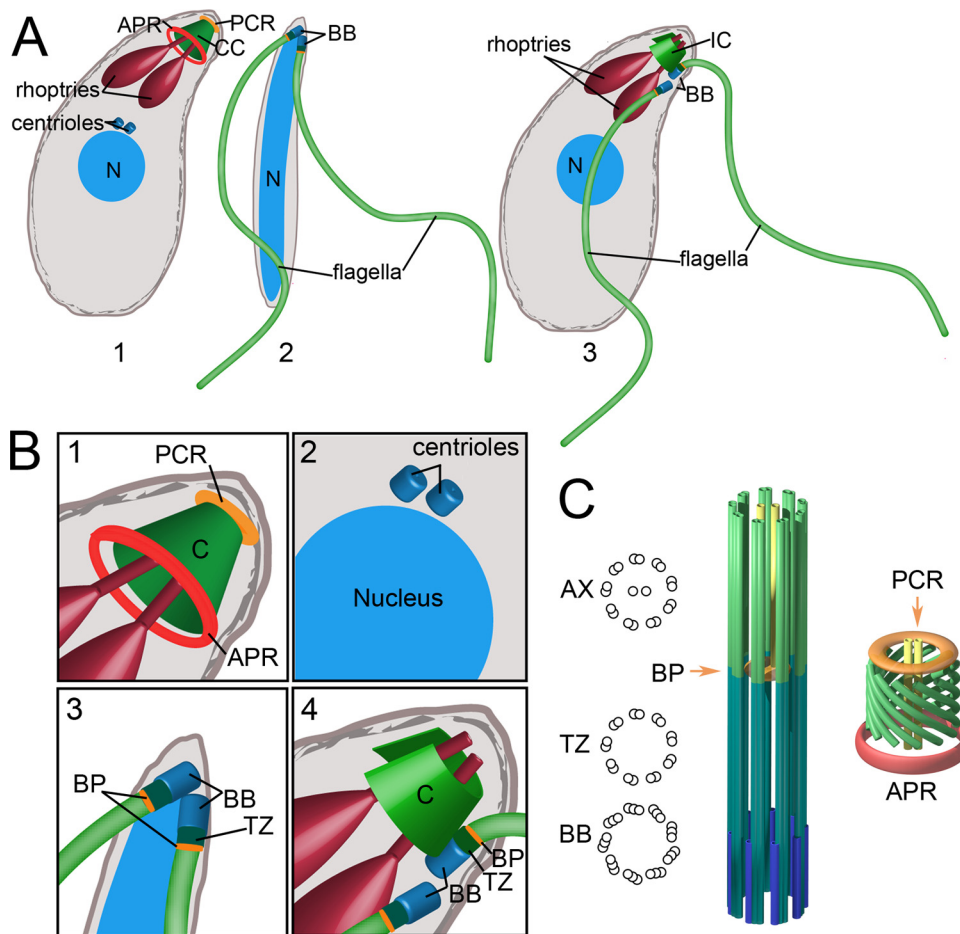 A
APR
PCR
CC
rhoptries
centrioles
N
1
BB
N
flagella
2
rhoptries
IC
BB
N
flagella
3
B
1
PCR
C
APR
2
centrioles
Nucleus
3
BP
BB
TZ
4
C
BP
TZ
BB
C
AX
BP
TZ
BB
PCR
APR